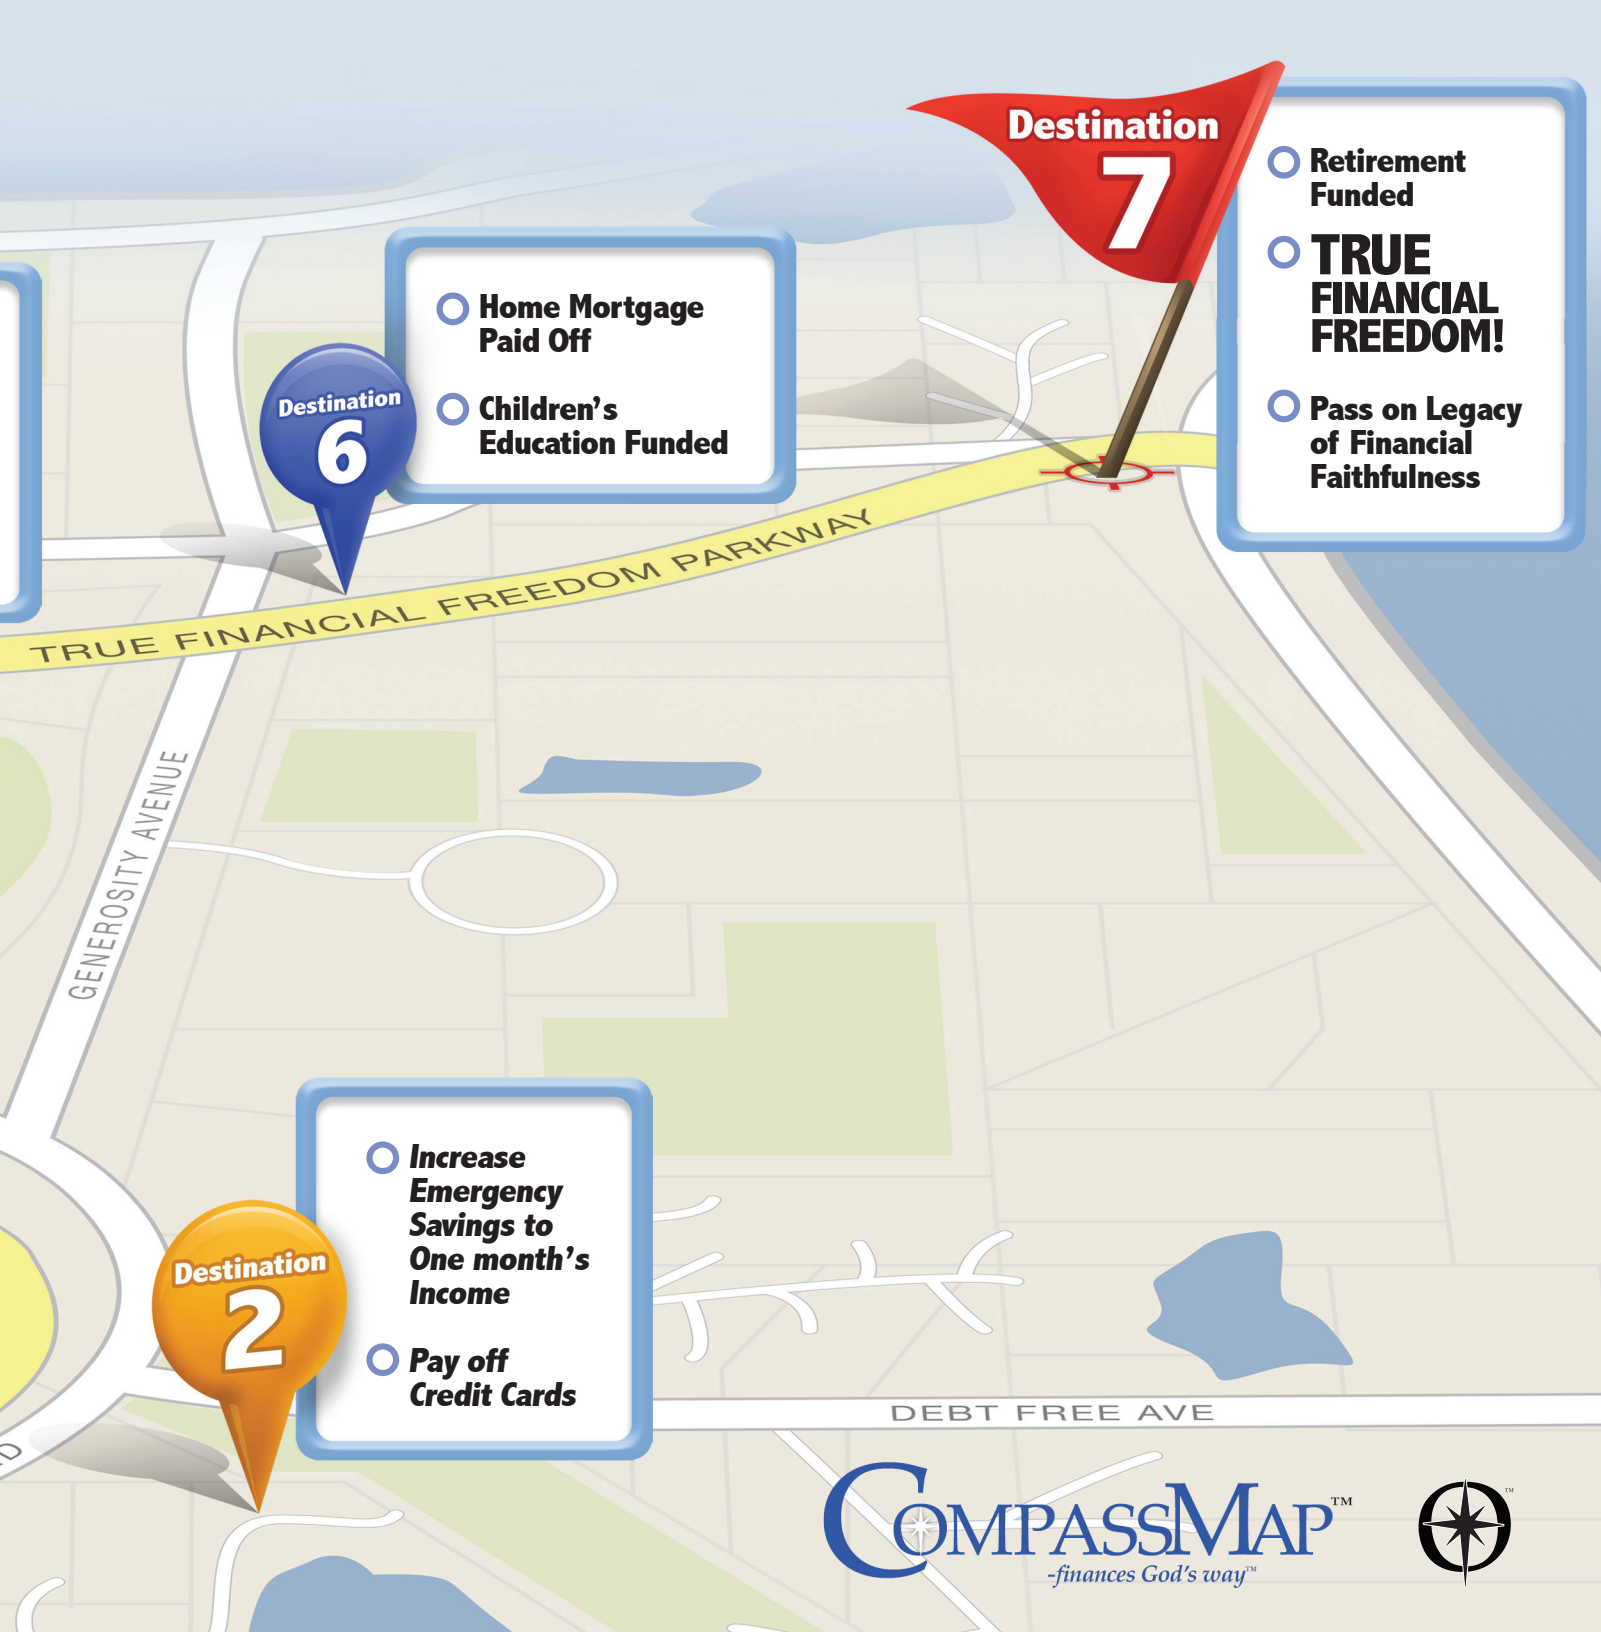 Destination
7
Retirement
Funded
TRUE
FINANCIAL
FREEDOM!
Pass on Legacy
of Financial
Faithfulness
Destination
6
Home Mortgage
Paid Off
Children's
Education Funded
TRUE FINANCIAL FREEDOM PARKWAY
GENEROSITY AVENUE
Destination
2
Increase
Emergency
Savings to
One month's
Income
Pay off
Credit Cards
DEBT FREE AVE
COMPASSMAP™
-finances God's way™
™